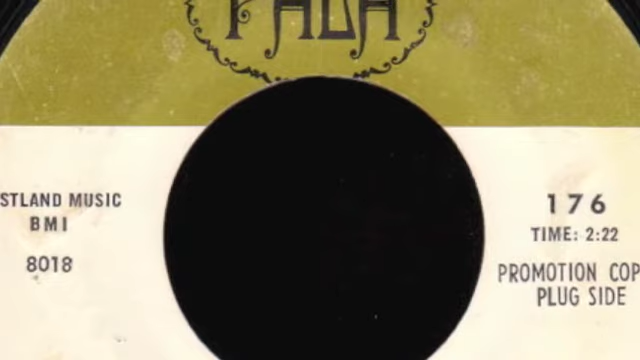 STLAND MUSIC
BMI
8018
176
TIME: 2:22
PROMOTION COP
PLUG SIDE